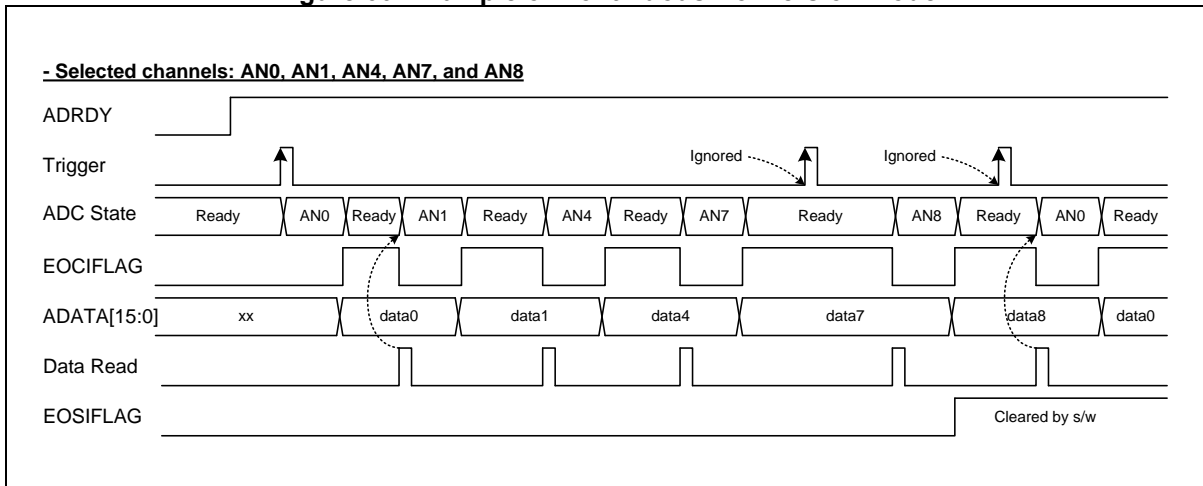 - Selected channels: AN0, AN1, AN4, AN7, and AN8
ADRDY
Trigger Ignored Ignored
ADC State Ready AN0 Ready AN1 Ready AN4 Ready AN7 Ready AN8 Ready AN0 Ready
EOCIFLAG
ADATA[15:0] xx data0 data1 data4 data7 data8 data0
Data Read
EOSIFLAG Cleared by s/w